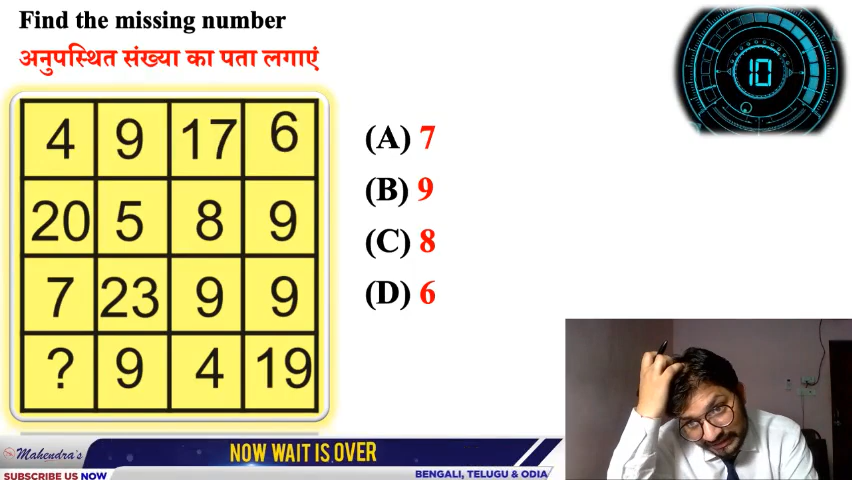 Find the missing number
अनुपस्थित संख्या का पता लगाएं
4 9 17 6
20 5 8 9
7 23 9 9
? 9 4 19
(A) 7
(B) 9
(C) 8
(D) 6
10
Mahendra's
NOW WAIT IS OVER
SUBSCRIBE US NOW
BENGALI, TELUGU & ODIA